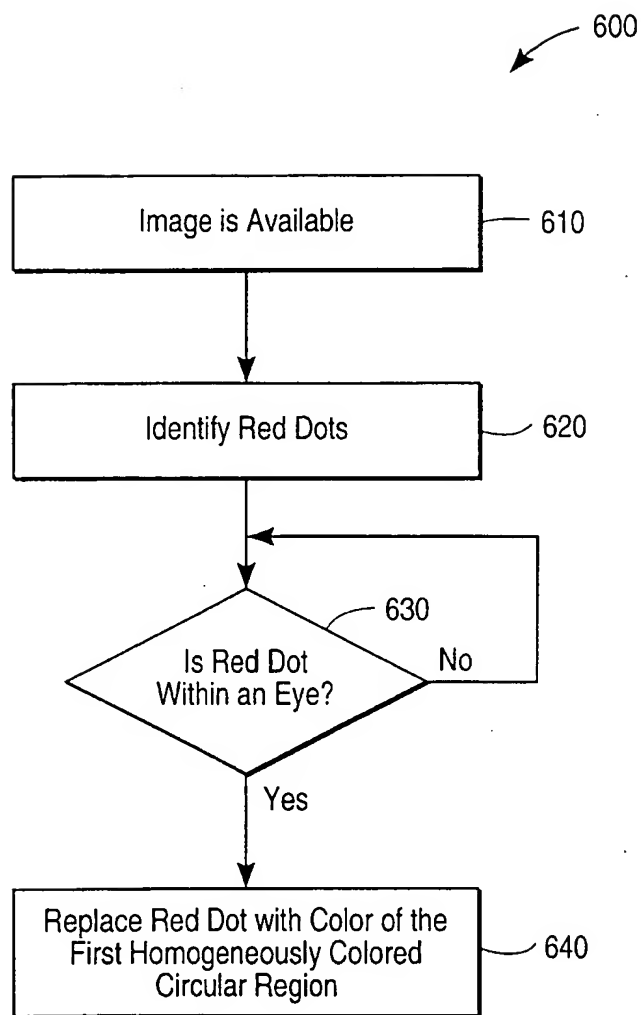 600
Image is Available
610
Identify Red Dots
620
630
Is Red Dot
Within an Eye?
No
Yes
Replace Red Dot with Color of the
First Homogeneously Colored
Circular Region
640